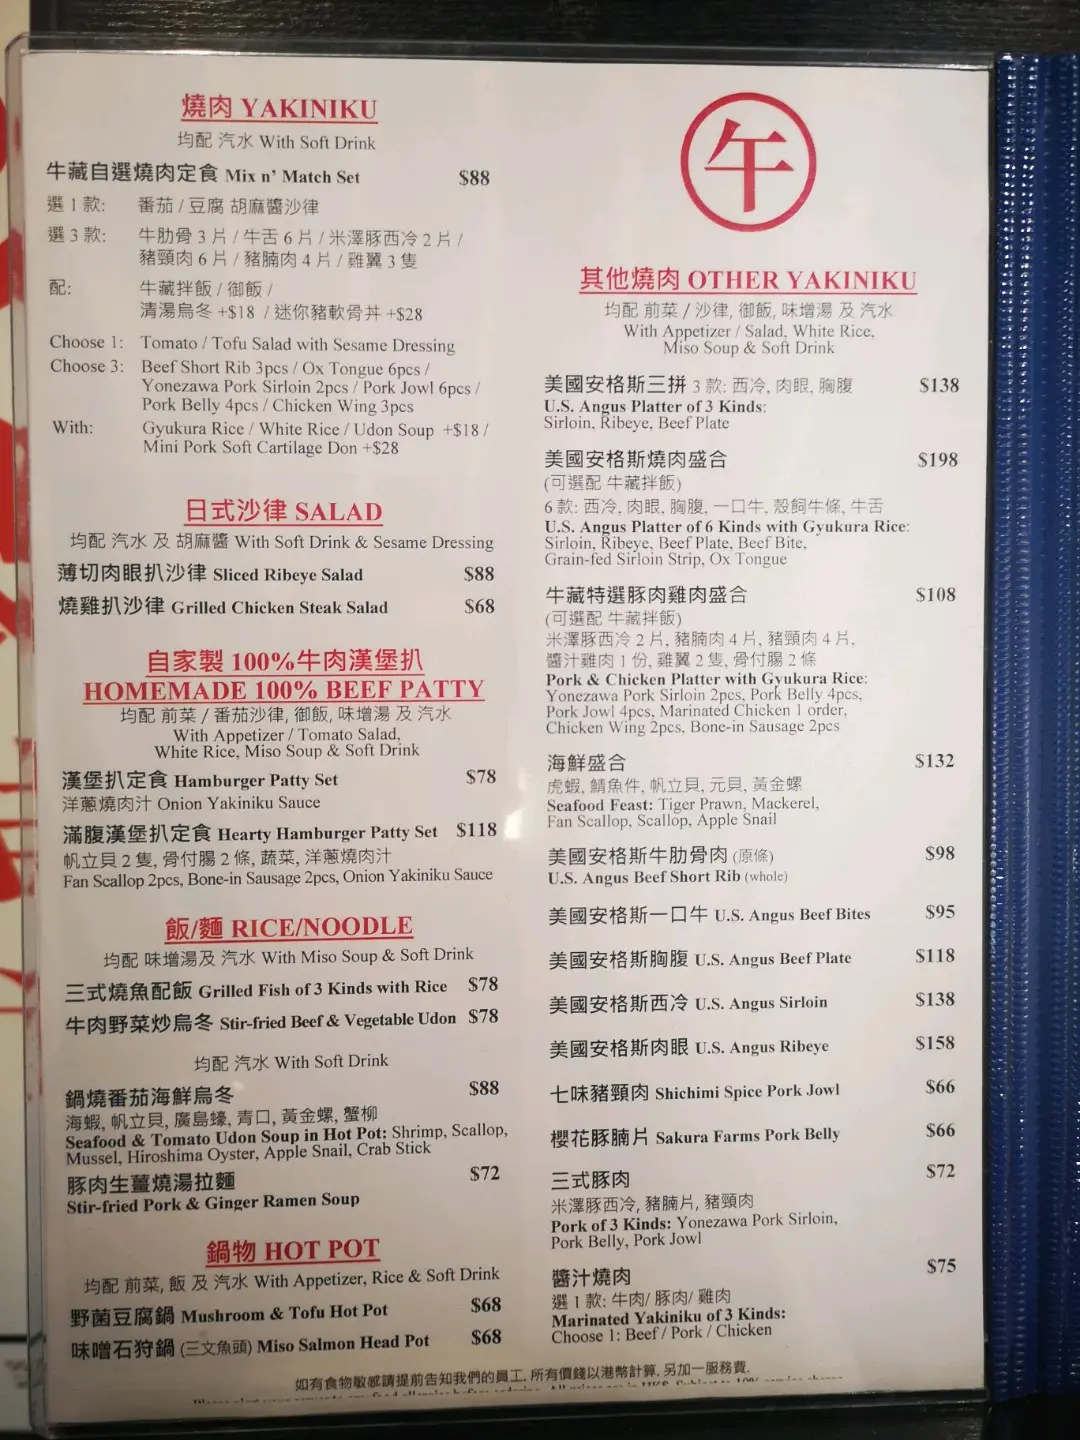 燒肉 YAKINIKU
均配 汽水 With Soft Drink
牛藏自選燒肉定食 Mix n' Match Set $88
選 1 款: 番茄 / 豆腐 胡麻醬沙律
選 3 款: 牛肋骨 3 片 / 牛舌 6 片 / 米澤豚西冷 2 片 /
豬頸肉 6 片 / 豬腩肉 4 片 / 雞翼 3 隻
配: 牛藏拌飯 / 御飯 /
清湯烏冬 +$18 / 迷你豬軟骨丼 +$28
Choose 1: Tomato / Tofu Salad with Sesame Dressing
Choose 3: Beef Short Rib 3pcs / Ox Tongue 6pcs /
Yonezawa Pork Sirloin 2pcs / Pork Jowl 6pcs /
Pork Belly 4pcs / Chicken Wing 3pcs
With: Gyukura Rice / White Rice / Udon Soup +$18 /
Mini Pork Soft Cartilage Don +$28
日式沙律 SALAD
均配 汽水 及 胡麻醬 With Soft Drink & Sesame Dressing
薄切肉眼扒沙律 Sliced Ribeye Salad $88
燒雞扒沙律 Grilled Chicken Steak Salad $68
自家製 100%牛肉漢堡扒
HOMEMADE 100% BEEF PATTY
均配 前菜 / 番茄沙律, 御飯, 味增湯 及 汽水
With Appetizer / Tomato Salad,
White Rice, Miso Soup & Soft Drink
漢堡扒定食 Hamburger Patty Set $78
洋蔥燒肉汁 Onion Yakiniku Sauce
滿腹漢堡扒定食 Hearty Hamburger Patty Set $118
帆立貝 2 隻, 骨付腸 2 條, 蔬菜, 洋蔥燒肉汁
Fan Scallop 2pcs, Bone-in Sausage 2pcs, Onion Yakiniku Sauce
飯/麵 RICE/NOODLE
均配 味增湯及 汽水 With Miso Soup & Soft Drink
三式燒魚配飯 Grilled Fish of 3 Kinds with Rice $78
牛肉野菜炒烏冬 Stir-fried Beef & Vegetable Udon $78
均配 汽水 With Soft Drink
鍋燒番茄海鮮烏冬 $88
海蝦, 帆立貝, 廣島蠔, 青口, 黃金螺, 蟹柳
Seafood & Tomato Udon Soup in Hot Pot: Shrimp, Scallop,
Mussel, Hiroshima Oyster, Apple Snail, Crab Stick
豚肉生薑燒湯拉麵 $72
Stir-fried Pork & Ginger Ramen Soup
鍋物 HOT POT
均配 前菜, 飯 及 汽水 With Appetizer, Rice & Soft Drink
野菌豆腐鍋 Mushroom & Tofu Hot Pot $68
味噌石狩鍋 (三文魚頭) Miso Salmon Head Pot $68
午
其他燒肉 OTHER YAKINIKU
均配 前菜 / 沙律, 御飯, 味增湯 及 汽水
With Appetizer / Salad, White Rice,
Miso Soup & Soft Drink
美國安格斯三拼 3 款: 西冷, 肉眼, 胸腹 $138
U.S. Angus Platter of 3 Kinds:
Sirloin, Ribeye, Beef Plate
美國安格斯燒肉盛合 $198
(可選配 牛藏拌飯)
6 款: 西冷, 肉眼, 胸腹, 一口牛, 殼飼牛條, 牛舌
U.S. Angus Platter of 6 Kinds with Gyukura Rice:
Sirloin, Ribeye, Beef Plate, Beef Bite,
Grain-fed Sirloin Strip, Ox Tongue
牛藏特選豚肉雞肉盛合 $108
(可選配 牛藏拌飯)
米澤豚西冷 2 片, 豬腩肉 4 片, 豬頸肉 4 片,
醬汁雞肉 1 份, 雞翼 2 隻, 骨付腸 2 條
Pork & Chicken Platter with Gyukura Rice:
Yonezawa Pork Sirloin 2pcs, Pork Belly 4pcs,
Pork Jowl 4pcs, Marinated Chicken 1 order,
Chicken Wing 2pcs, Bone-in Sausage 2pcs
海鮮盛合 $132
虎蝦, 鯖魚件, 帆立貝, 元貝, 黃金螺
Seafood Feast: Tiger Prawn, Mackerel,
Fan Scallop, Scallop, Apple Snail
美國安格斯牛肋骨肉 (原條) $98
U.S. Angus Beef Short Rib (whole)
美國安格斯一口牛 U.S. Angus Beef Bites $95
美國安格斯胸腹 U.S. Angus Beef Plate $118
美國安格斯西冷 U.S. Angus Sirloin $138
美國安格斯肉眼 U.S. Angus Ribeye $158
七味豬頸肉 Shichimi Spice Pork Jowl $66
櫻花豚腩片 Sakura Farms Pork Belly $66
三式豚肉 $72
米澤豚西冷, 豬腩片, 豬頸肉
Pork of 3 Kinds: Yonezawa Pork Sirloin,
Pork Belly, Pork Jowl
醬汁燒肉 $75
選 1 款: 牛肉/ 豚肉/ 雞肉
Marinated Yakiniku of 3 Kinds:
Choose 1: Beef / Pork / Chicken
如有食物敏感請提前告知我們的員工. 所有價錢以港幣計算. 另加一服務費.